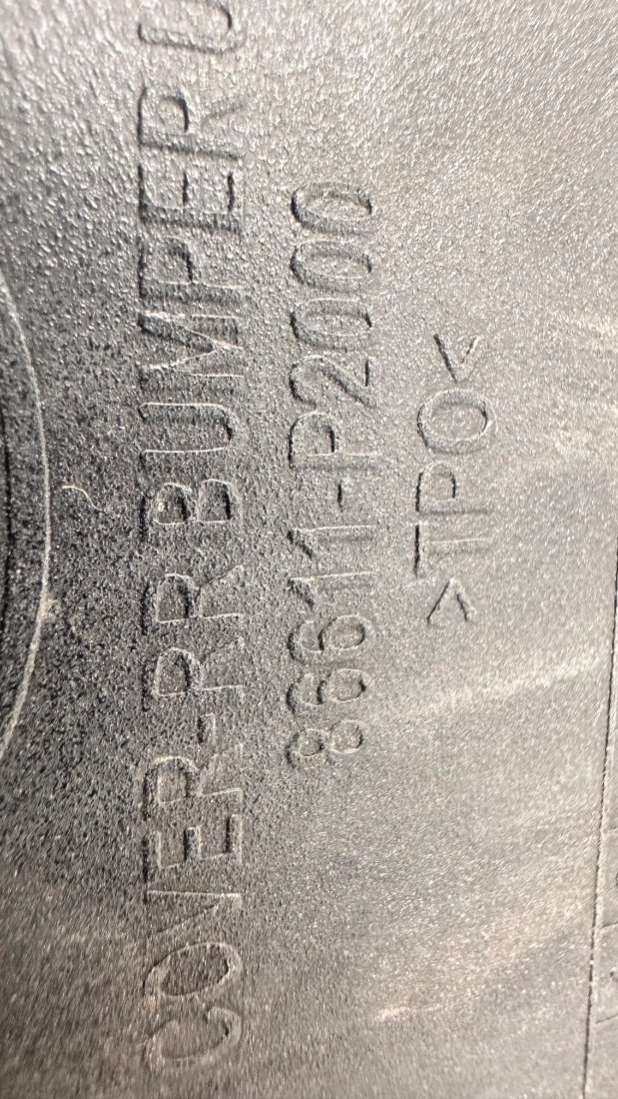 COVER-RR BUMPER U
86611-P2000
>TPO<